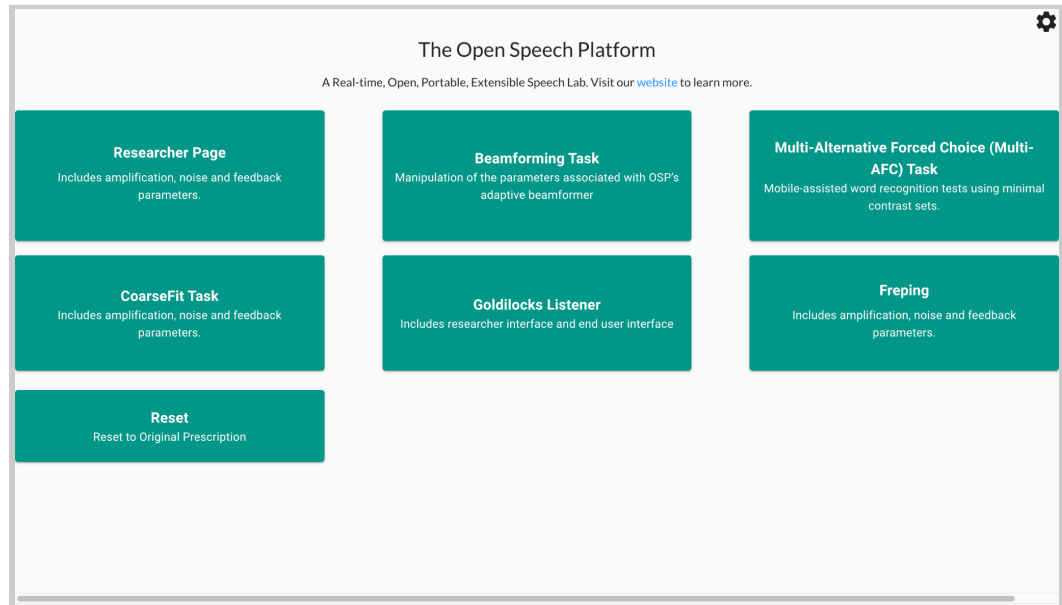 The Open Speech Platform
A Real-time, Open, Portable, Extensible Speech Lab. Visit our website to learn more.
Researcher Page
Includes amplification, noise and feedback
parameters.
Beamforming Task
Manipulation of the parameters associated with OSP's
adaptive beamformer
Multi-Alternative Forced Choice (Multi-
AFC) Task
Mobile-assisted word recognition tests using minimal
contrast sets.
CoarseFit Task
Includes amplification, noise and feedback
parameters.
Goldilocks Listener
Includes researcher interface and end user interface
Freping
Includes amplification, noise and feedback
parameters.
Reset
Reset to Original Prescription